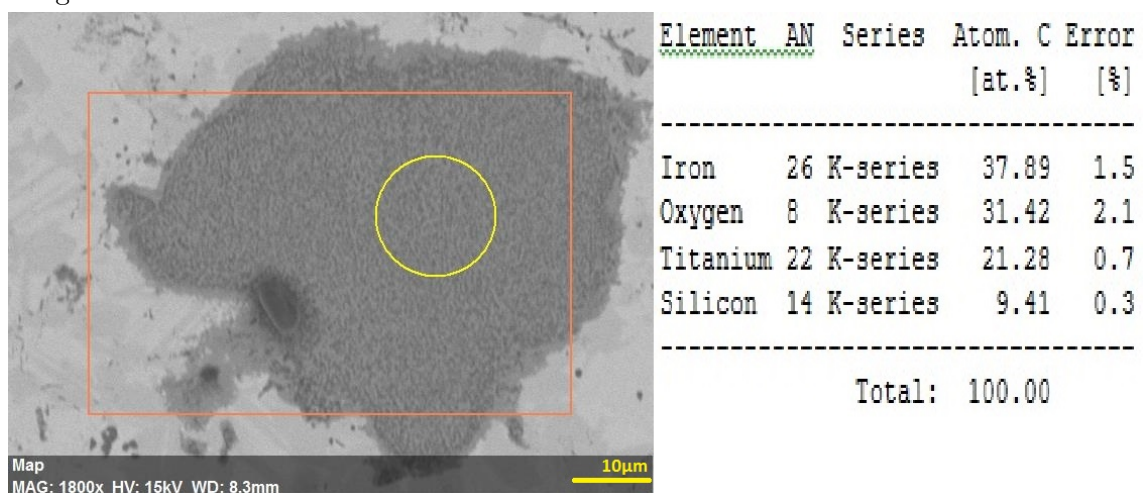 Element AN Series Atom. C Error
[at.%] [%]
Iron 26 K-series 37.89 1.5
Oxygen 8 K-series 31.42 2.1
Titanium 22 K-series 21.28 0.7
Silicon 14 K-series 9.41 0.3
Total: 100.00
Map
10µm
MAG: 1800x HV: 15kV WD: 8.3mm